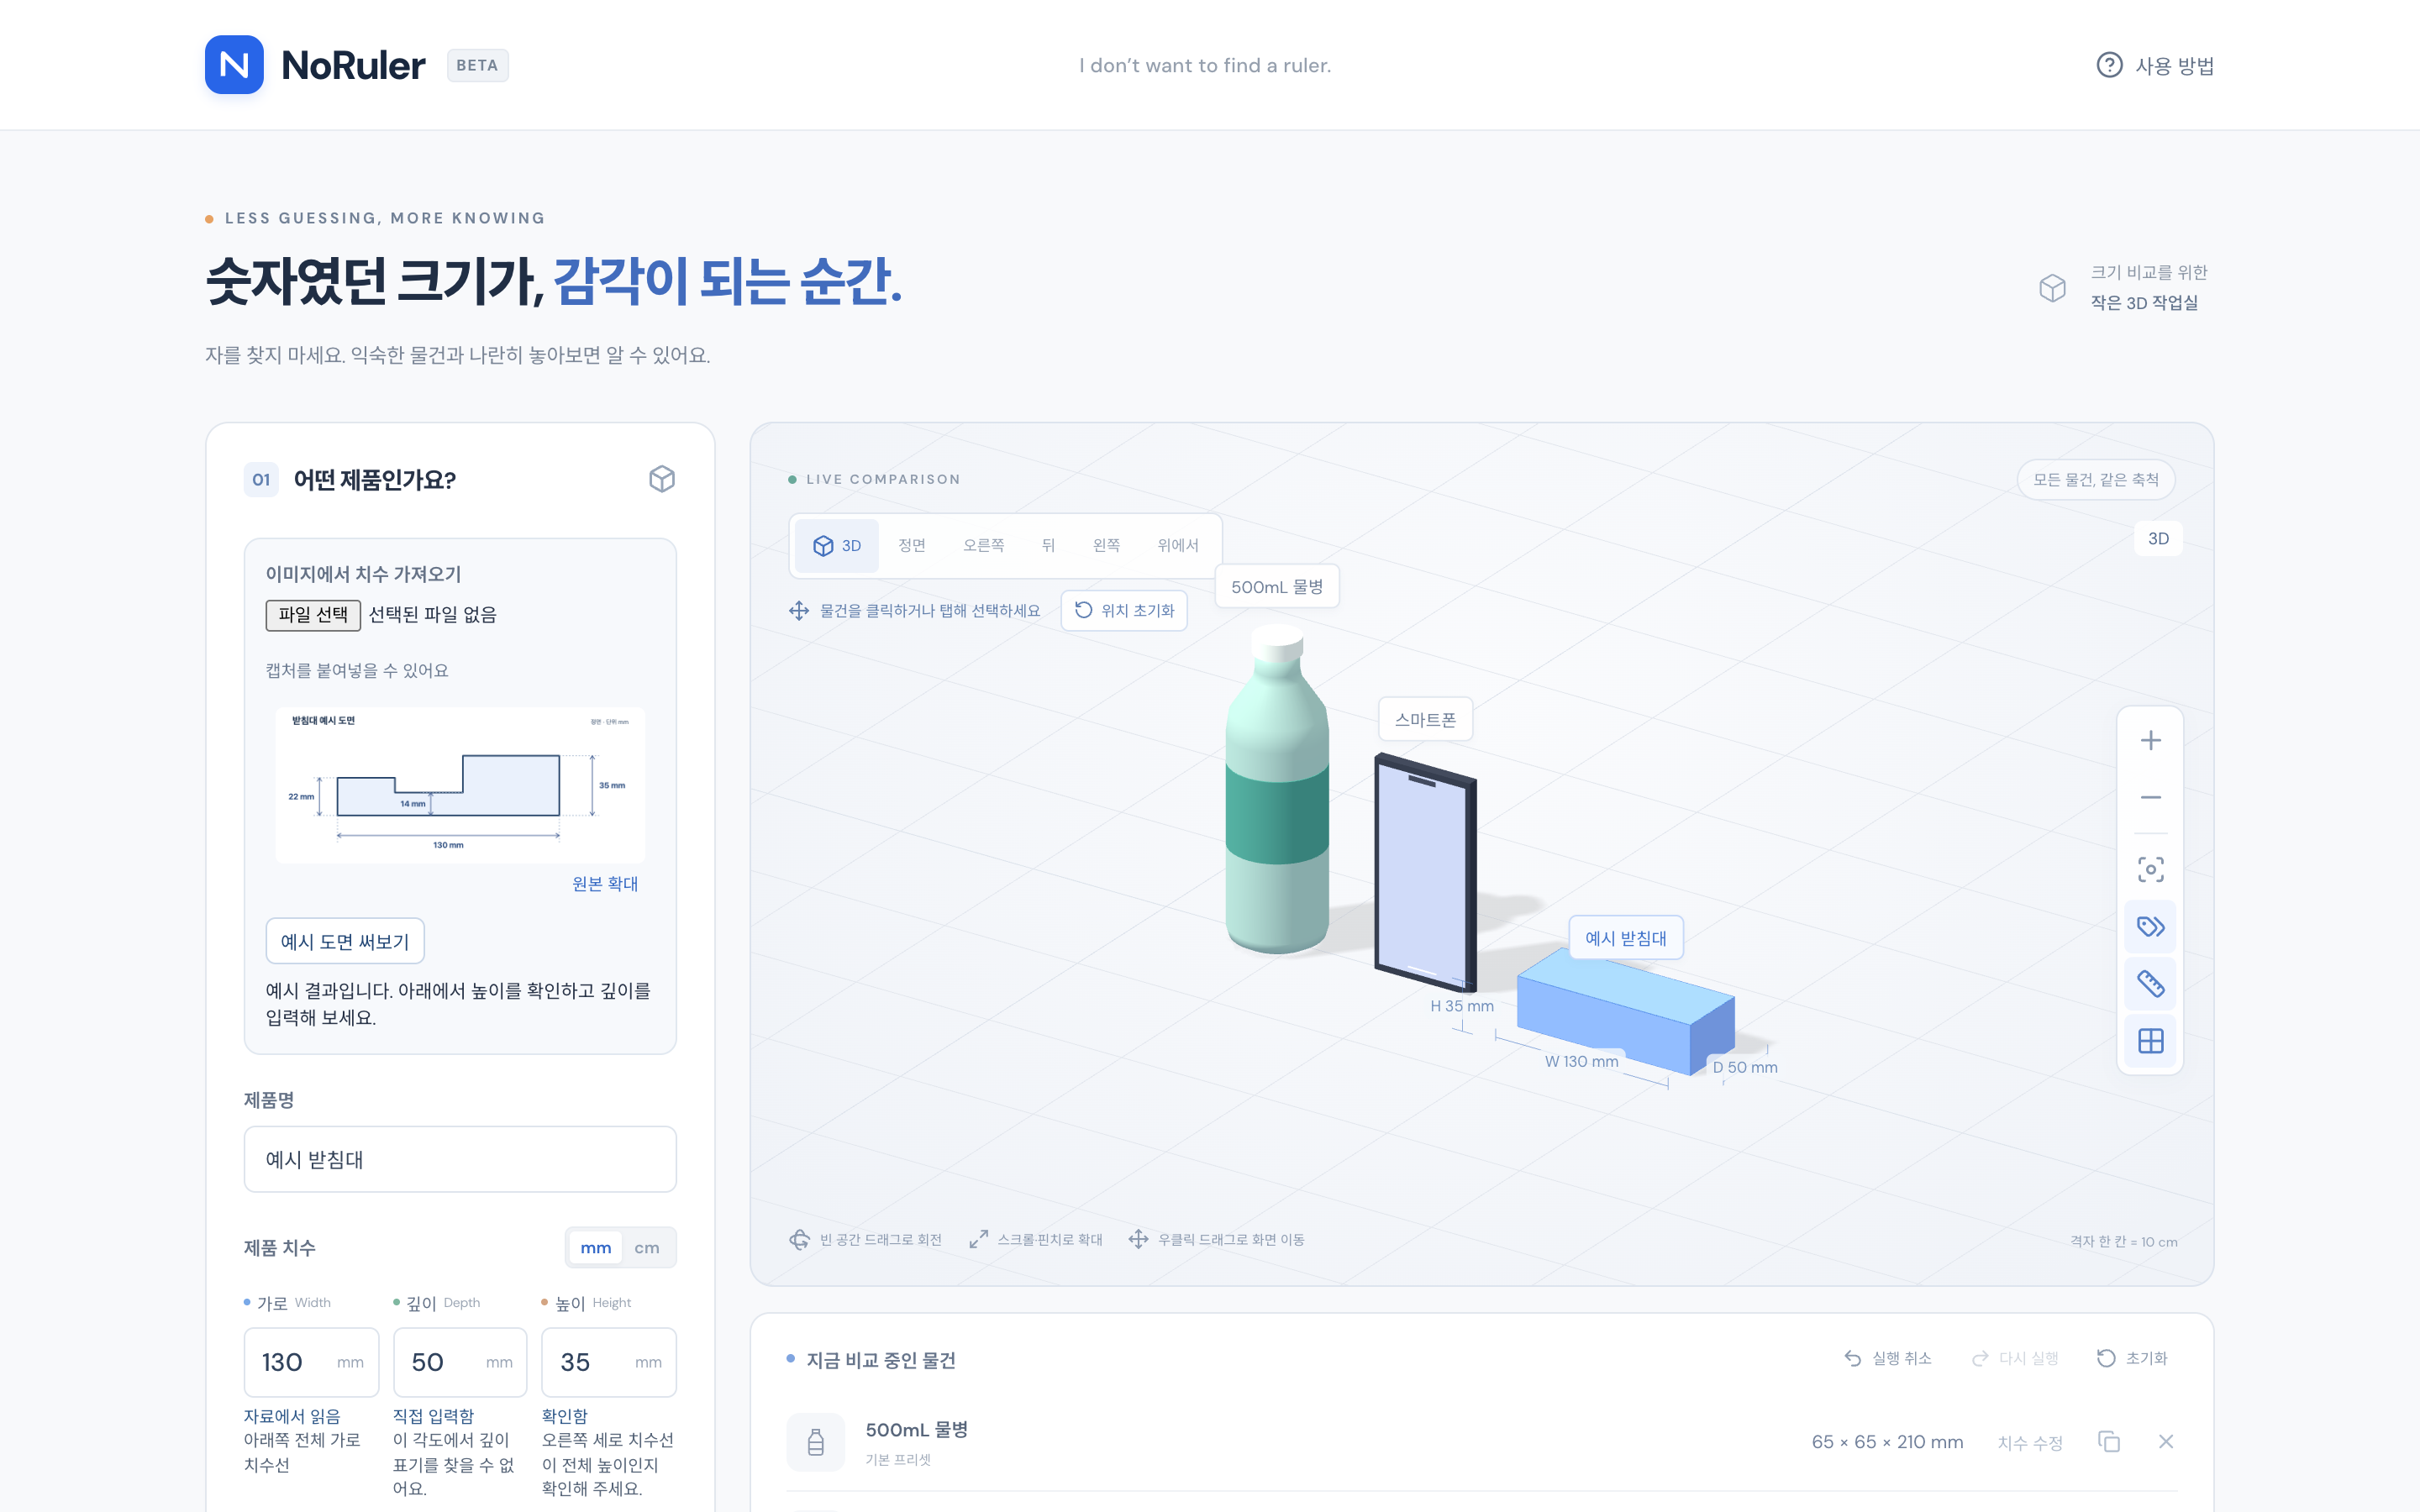 N NoRuler BETA
I don't want to find a ruler.
사용 방법
LESS GUESSING, MORE KNOWING
숫자였던 크기가, 감각이 되는 순간.
자를 찾지 마세요. 익숙한 물건과 나란히 놓아보면 알 수 있어요.
크기 비교를 위한
작은 3D 작업실
01 어떤 제품인가요?
이미지에서 치수 가져오기
파일 선택 선택된 파일 없음
캡처를 붙여넣을 수 있어요
받침대 예시 도면
정면 · 단위 mm
22 mm
14 mm
35 mm
130 mm
원본 확대
예시 도면 써보기
예시 결과입니다. 아래에서 높이를 확인하고 깊이를
입력해 보세요.
제품명
예시 받침대
제품 치수
mm cm
가로 Width
깊이 Depth
높이 Height
130 mm
50 mm
35 mm
자료에서 읽음
아래쪽 전체 가로
치수선
직접 입력함
이 각도에서 깊이
표기를 찾을 수 없
어요.
확인함
오른쪽 세로 치수선
이 전체 높이인지
확인해 주세요.
LIVE COMPARISON
모든 물건, 같은 축척
3D 정면 오른쪽 뒤 왼쪽 위에서
3D
물건을 클릭하거나 탭해 선택하세요
위치 초기화
500mL 물병
스마트폰
예시 받침대
H 35 mm
W 130 mm
D 50 mm
빈 공간 드래그로 회전
스크롤·핀치로 확대
우클릭 드래그로 화면 이동
격자 한 칸 = 10 cm
지금 비교 중인 물건
실행 취소
다시 실행
초기화
500mL 물병
기본 프리셋
65 × 65 × 210 mm
치수 수정